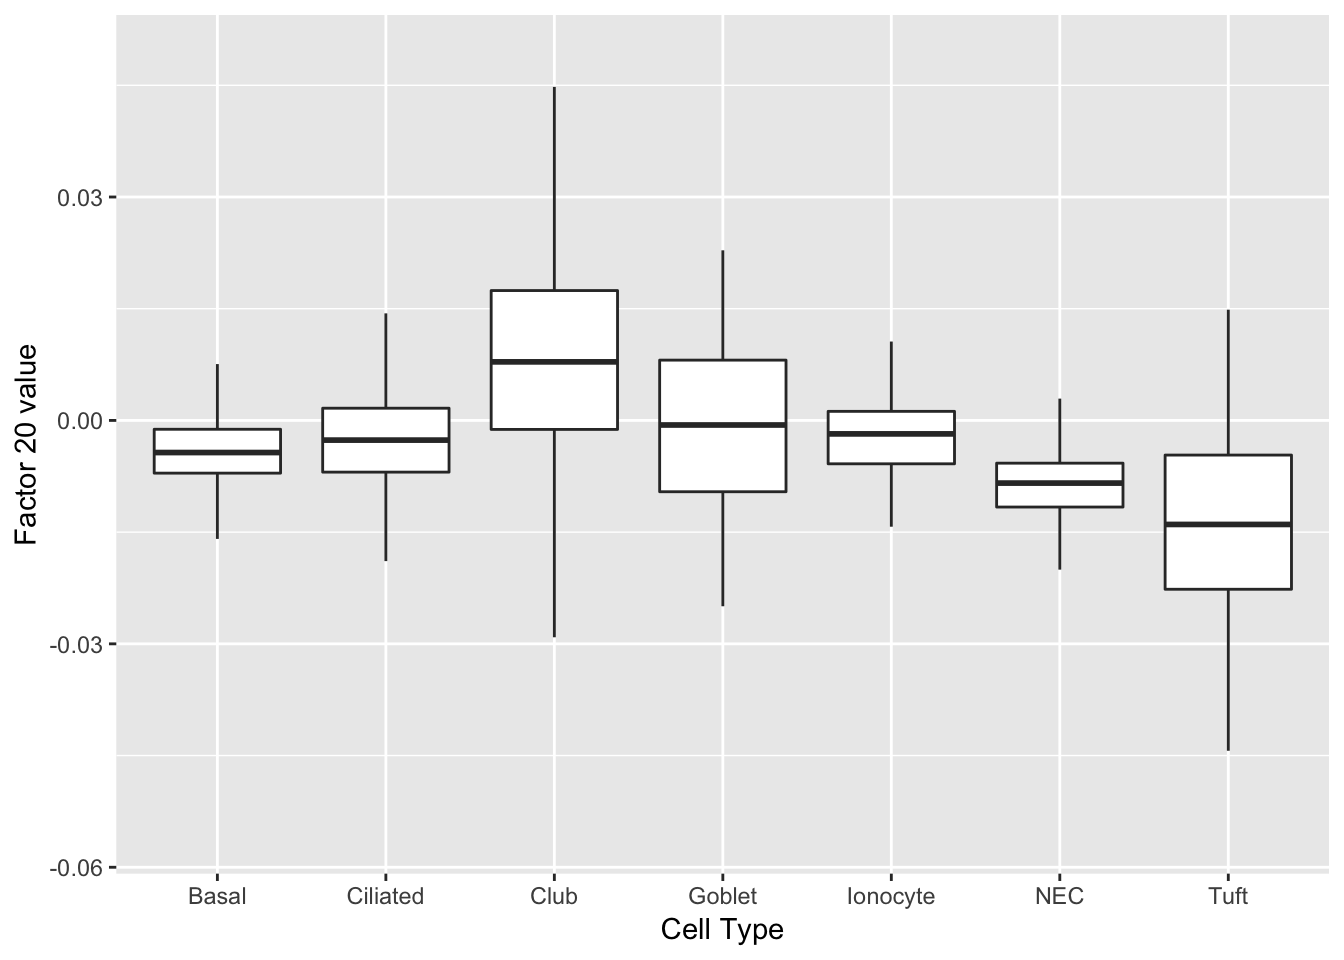 Factor 20 value
0.03
0.00
-0.03
-0.06
Basal Ciliated Club Goblet Ionocyte NEC Tuft
Cell Type